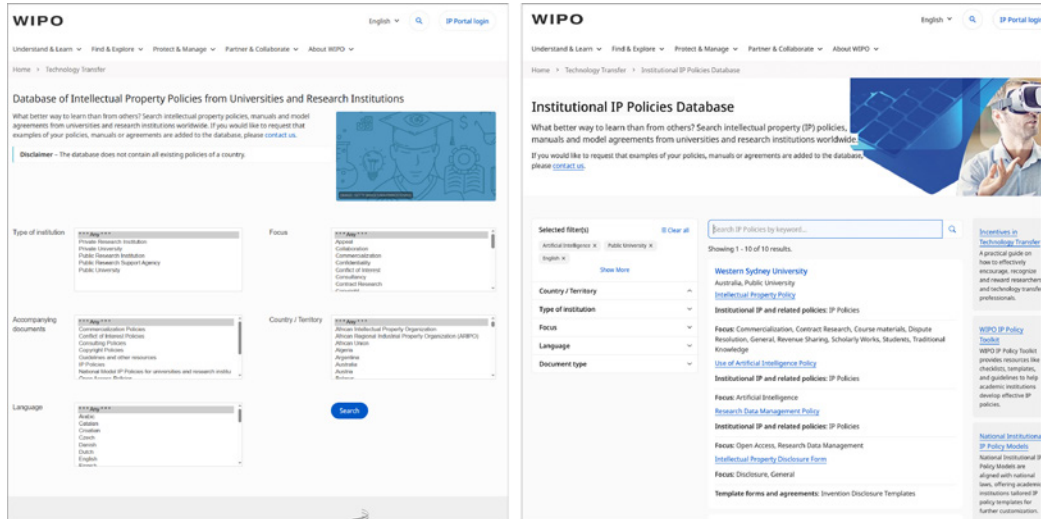 WIPO
English
IP Portal login
Understand & Learn
Find & Explore
Protect & Manage
Partner & Collaborate
About WIPO
Home > Technology Transfer
Database of Intellectual Property Policies from Universities and Research Institutions
What better way to learn than from others? Search intellectual property policies, manuals and model
agreements from universities and research institutions worldwide. If you would like to request that
examples of your policies, manuals or agreements are added to the database, please contact us.
Disclaimer – The database does not contain all existing policies of a country.
Type of institution
*** Any ***
Private Research Institution
Private University
Public Research Institution
Public Research Support Agency
Public University
Focus
*** Any ***
Appeal
Collaboration
Commercialization
Confidentiality
Conflict of Interest
Consultancy
Contract Research
Copyright
Accompanying
documents
*** Any ***
Commercialization Policies
Conflict of Interest Policies
Consulting Policies
Copyright Policies
Guidelines and other resources
IP Policies
National Model IP Policies for universities and research institu
Open Access Policies
Country / Territory
*** Any ***
African Intellectual Property Organization
African Regional Industrial Property Organization (ARIPO)
African Union
Algeria
Argentina
Australia
Austria
Belarus
Language
*** Any ***
Arabic
Catalan
Croatian
Czech
Danish
Dutch
English
French
Search
WIPO
English
IP Portal login
Understand & Learn
Find & Explore
Protect & Manage
Partner & Collaborate
About WIPO
Home > Technology Transfer > Institutional IP Policies Database
Institutional IP Policies Database
What better way to learn than from others? Search intellectual property (IP) policies,
manuals and model agreements from universities and research institutions worldwide.
If you would like to request that examples of your policies, manuals or agreements are added to the database,
please contact us.
Selected filter(s)
Clear all
Artificial Intelligence ×
Public University ×
English ×
Show More
Country / Territory
Type of institution
Focus
Language
Document type
Search IP Policies by keyword...
Showing 1 - 10 of 10 results.
Western Sydney University
Australia, Public University
Intellectual Property Policy
Institutional IP and related policies: IP Policies
Focus: Commercialization, Contract Research, Course materials, Dispute
Resolution, General, Revenue Sharing, Scholarly Works, Students, Traditional
Knowledge
Use of Artificial Intelligence Policy
Institutional IP and related policies: IP Policies
Focus: Artificial Intelligence
Research Data Management Policy
Institutional IP and related policies: IP Policies
Focus: Open Access, Research Data Management
Intellectual Property Disclosure Form
Focus: Disclosure, General
Template forms and agreements: Invention Disclosure Templates
Incentives in
Technology Transfer
A practical guide on
how to effectively
encourage, recognize
and reward researchers
and technology transfer
professionals.
WIPO IP Policy
Toolkit
WIPO IP Policy Toolkit
provides resources like
checklists, templates,
and guidelines to help
academic institutions
develop effective IP
policies.
National Institutional
IP Policy Models
National Institutional IP
Policy Models are
aligned with national
laws, offering academic
institutions tailored IP
policy templates for
further customization.